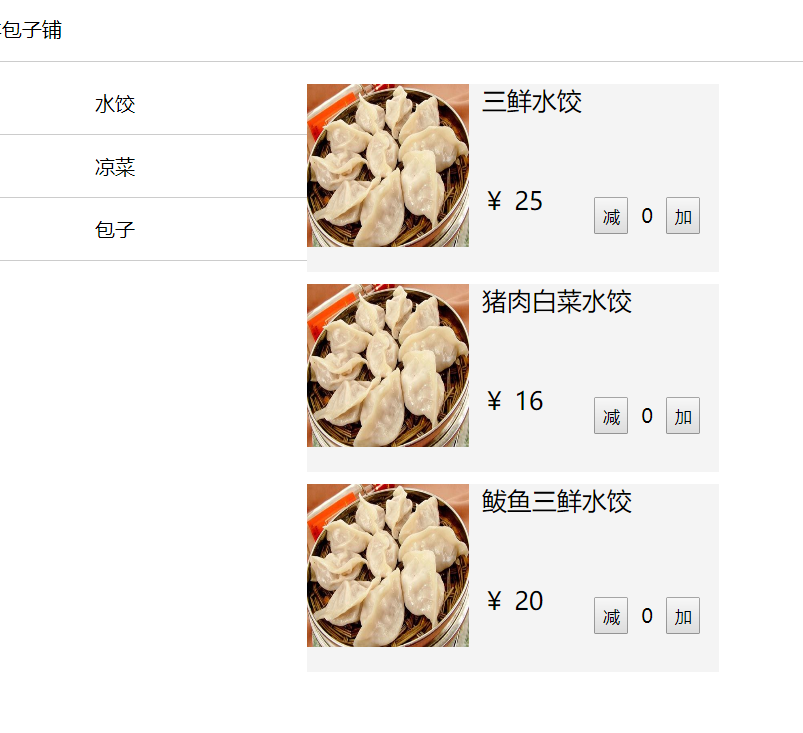 包子铺
水饺
凉菜
包子
三鲜水饺
¥ 25
减 0 加
猪肉白菜水饺
¥ 16
减 0 加
鲅鱼三鲜水饺
¥ 20
减 0 加